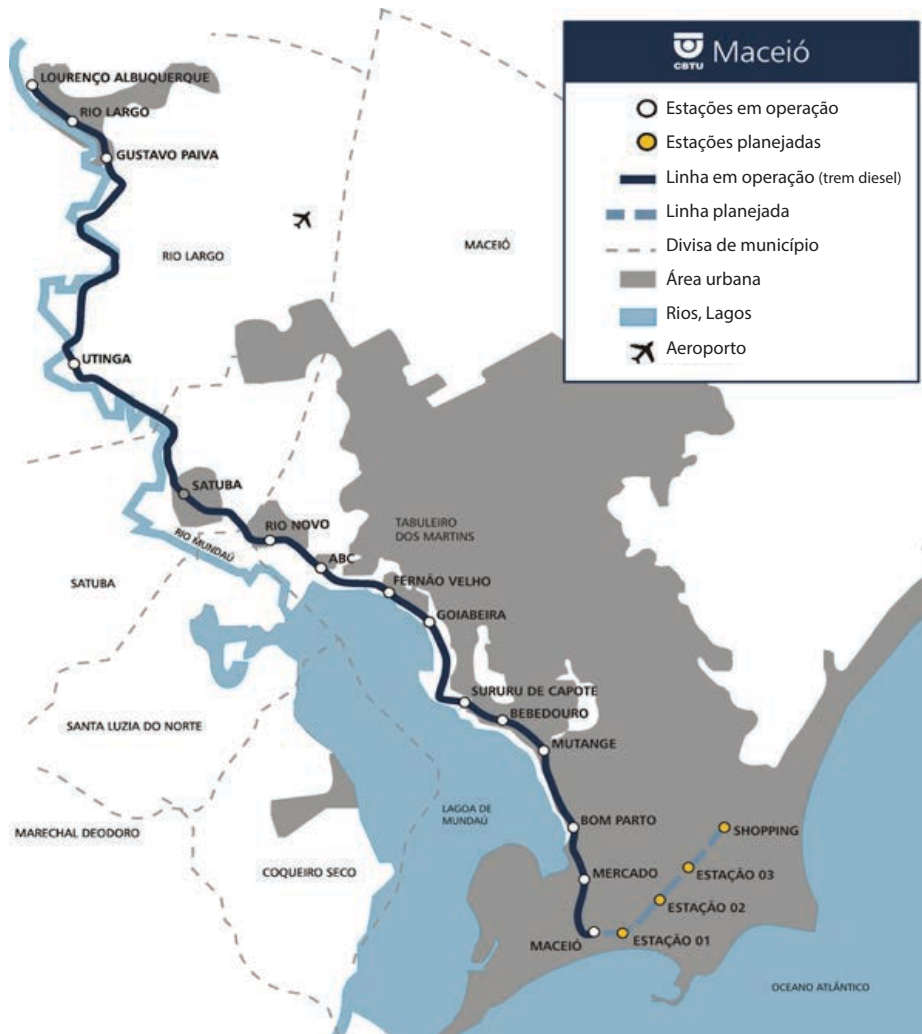 CBTU
Maceió
Estações em operação
Estações planejadas
Linha em operação (trem diesel)
Linha planejada
Divisa de município
Área urbana
Rios, Lagos
Aeroporto
LOURENÇO ALBUQUERQUE
RIO LARGO
GUSTAVO PAIVA
RIO LARGO
MACEIÓ
UTINGA
SATUBA
RIO NOVO
TABULEIRO
DOS MARTINS
RIO MUNDAÚ
ABC
SATUBA
FERNÃO VELHO
GOIABEIRA
SURURU DE CAPOTE
BEBEDOURO
SANTA LUZIA DO NORTE
MUTANGE
LAGOA DE
MUNDAÚ
BOM PARTO
SHOPPING
MARECHAL DEODORO
COQUEIRO SECO
MERCADO
ESTAÇÃO 03
ESTAÇÃO 02
MACEIÓ
ESTAÇÃO 01
OCEANO ATLÂNTICO